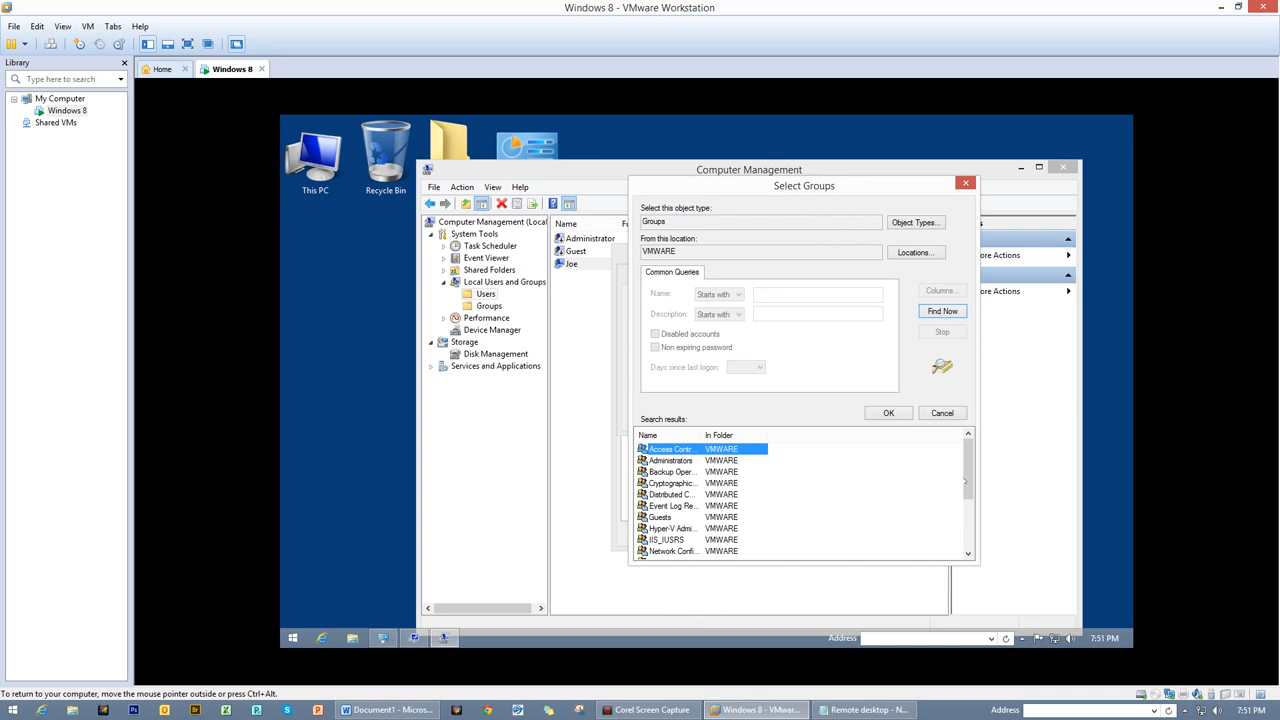 Windows 8 - VMware Workstation
File Edit View VM Tabs Help
Library
Type here to search
My Computer
Windows 8
Shared VMs
Home
Windows 8
This PC
Recycle Bin
Computer Management
File Action View Help
Computer Management (Local
System Tools
Task Scheduler
Event Viewer
Shared Folders
Local Users and Groups
Users
Groups
Performance
Device Manager
Storage
Disk Management
Services and Applications
Name
Administrator
Guest
Joe
ore Actions
ore Actions
Select Groups
Select this object type:
Groups
Object Types...
From this location:
VMWARE
Locations...
Common Queries
Name: Starts with
Description: Starts with
Disabled accounts
Non expiring password
Days since last logon:
Columns...
Find Now
Stop
OK Cancel
Search results:
Name In Folder
Access Contr... VMWARE
Administrators VMWARE
Backup Oper... VMWARE
Cryptographic... VMWARE
Distributed C... VMWARE
Event Log Re... VMWARE
Guests VMWARE
Hyper-V Admi... VMWARE
IIS_IUSRS VMWARE
Network Confi... VMWARE
Address
7:51 PM
To return to your computer, move the mouse pointer outside or press Ctrl+Alt.
Document1 - Micros...
Corel Screen Capture
Windows 8 - VMwar...
Remote desktop - N...
Address
7:51 PM